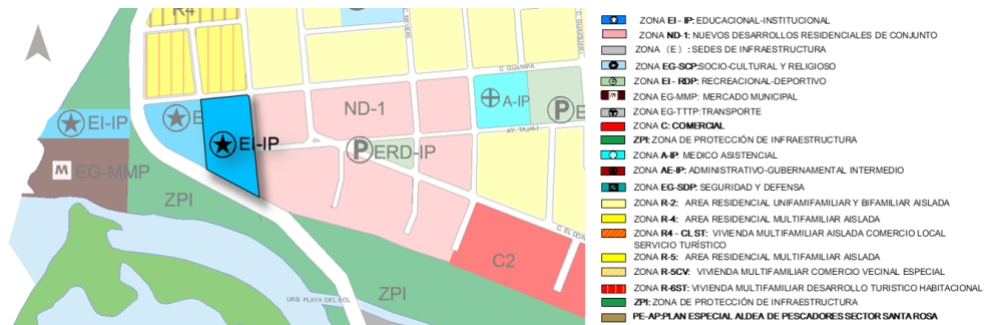 R4
C. NEVERI
C. GUAIQUERI
C. GUANIPA
ND-1
A-IP
P
E
AV. TAJALI
EI-IP
E
EI-IP
P ERD-IP
M EG-MMP
ZPI
C2
URB. PLAYA DEL SOL
ZPI
ZONA EI - IP: EDUCACIONAL-INSTITUCIONAL
ZONA ND-1: NUEVOS DESARROLLOS RESIDENCIALES DE CONJUNTO
ZONA (E) : SEDES DE INFRAESTRUCTURA
ZONA EG-SCP:SOCIO-CULTURAL Y RELIGIOSO
ZONA EI - RDP: RECREACIONAL-DEPORTIVO
ZONA EG-MMP: MERCADO MUNICIPAL
ZONA EG-TTTP:TRANSPORTE
ZONA C: COMERCIAL
ZPI: ZONA DE PROTECCIÓN DE INFRAESTRUCTURA
ZONA A-IP: MEDICO ASISTENCIAL
ZONA AE-IP: ADMINISTRATIVO-GUBERNAMENTAL INTERMEDIO
ZONA EG-SDP: SEGURIDAD Y DEFENSA
ZONA R-2: AREA RESIDENCIAL UNIFAMIFAMILIAR Y BIFAMILIAR AISLADA
ZONA R-4: AREA RESIDENCIAL MULTIFAMILIAR AISLADA
ZONA R4 - CL ST: VIVIENDA MULTIFAMILIAR AISLADA COMERCIO LOCAL
SERVICIO TURÍSTICO
ZONA R-5: AREA RESIDENCIAL MULTIFAMILIAR AISLADA
ZONA R-5CV: VIVIENDA MULTIFAMILIAR COMERCIO VECINAL ESPECIAL
ZONA R-6ST: VIVIENDA MULTIFAMILIAR DESARROLLO TURISTICO HABITACIONAL
ZPI: ZONA DE PROTECCIÓN DE INFRAESTRUCTURA
PE-AP:PLAN ESPECIAL ALDEA DE PESCADORES SECTOR SANTA ROSA